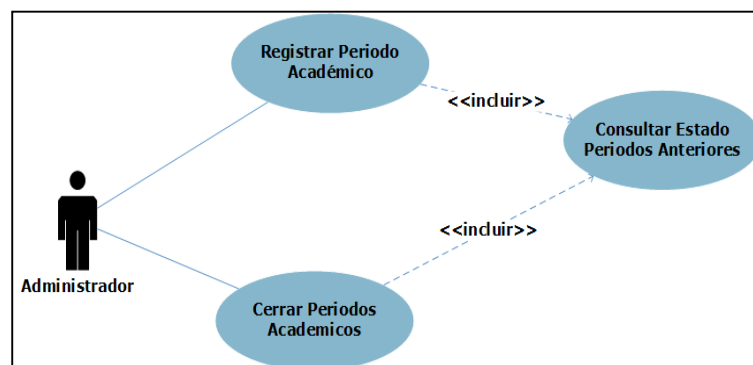 Registrar Periodo
Académico
<<incluir>>
Consultar Estado
Periodos Anteriores
<<incluir>>
Administrador
Cerrar Periodos
Academicos